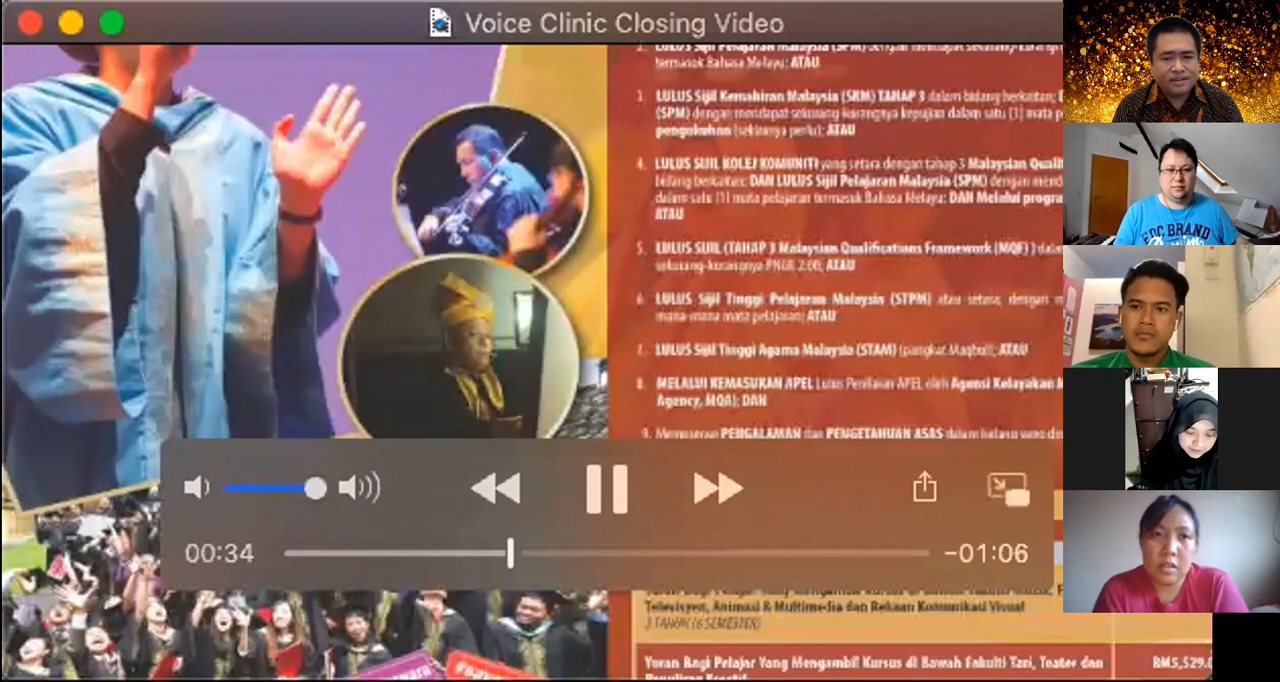 Voice Clinic Closing Video
2. LULUS Sijil Pelajaran Malaysia (SPM) dengan mendapat
termasuk Bahasa Melayu; ATAU
3. LULUS Sijil Kemahiran Malaysia (SKM) TAHAP 3 dalam bidang berkaitan;
(SPM) dengan mendapat sekurang-kurangnya kepujian dalam satu (1) mata
pengukuhan (sekiranya perlu); ATAU
4. LULUS SIJIL KOLEJ KOMUNITI yang setara dengan tahap 3 Malaysian
bidang berkaitan; DAN LULUS Sijil Pelajaran Malaysia (SPM) dengan
dalam satu (1) mata pelajaran termasuk Bahasa Melayu; DAN Melalui
ATAU
5. LULUS SIJIL (TAHAP 3 Malaysian Qualifications Framework (MQF)
sekurang-kurangnya PNGK 2.00; ATAU
6. LULUS Sijil Tinggi Pelajaran Malaysia (STPM) atau setara, dengan
mana-mana mata pelajaran; ATAU
7. LULUS Sijil Tinggi Agama Malaysia (STAM) (pangkat Maqbul); ATAU
8. MELALUI KEMASUKAN APEL Lulus Penilaian APEL oleh Agensi Kelayakan
Agency, MQA); DAN
9. Mempunyai PENGALAMAN dan PENGETAHUAN ASAS dalam bidang yang
00:34
-01:06
Televisyen, Animasi & Multimedia dan Rekaan Komunikasi Visual
3 TAHUN (6 SEMESTER)
Yuran Bagi Pelajar Yang Mengambil Kursus di Bawah Fakulti Tari, Teater dan
Penulisan Kreatif
RM5,529.0
EDC BRAND